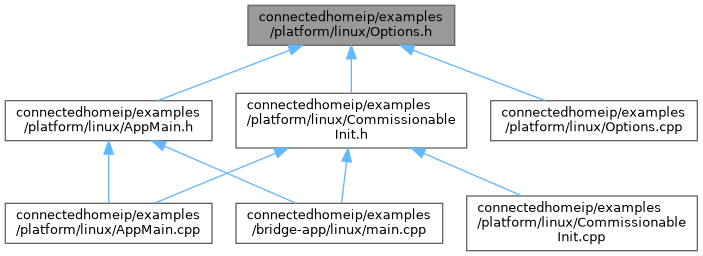 connectedhomeip/examples
/platform/linux/Options.h
connectedhomeip/examples
/platform/linux/AppMain.h
connectedhomeip/examples
/platform/linux/Commissionable
Init.h
connectedhomeip/examples
/platform/linux/Options.cpp
connectedhomeip/examples
/platform/linux/AppMain.cpp
connectedhomeip/examples
/bridge-app/linux/main.cpp
connectedhomeip/examples
/platform/linux/Commissionable
Init.cpp